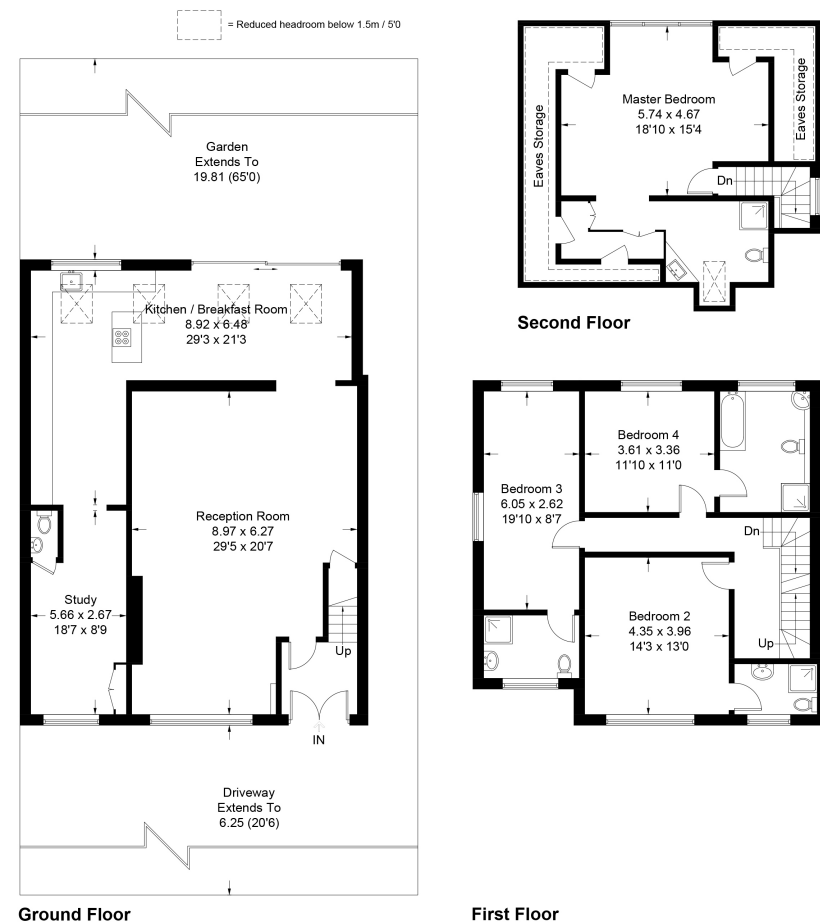 = Reduced headroom below 1.5m / 5'0
Garden
Extends To
19.81 (65'0)
Kitchen / Breakfast Room
8.92 x 6.48
29'3 x 21'3
Reception Room
8.97 x 6.27
29'5 x 20'7
Study
5.66 x 2.67
18'7 x 8'9
Up
IN
Driveway
Extends To
6.25 (20'6)
Ground Floor
Eaves Storage
Master Bedroom
5.74 x 4.67
18'10 x 15'4
Eaves Storage
Dn
Second Floor
Bedroom 4
3.61 x 3.36
11'10 x 11'0
Bedroom 3
6.05 x 2.62
19'10 x 8'7
Dn
Bedroom 2
4.35 x 3.96
14'3 x 13'0
Up
First Floor